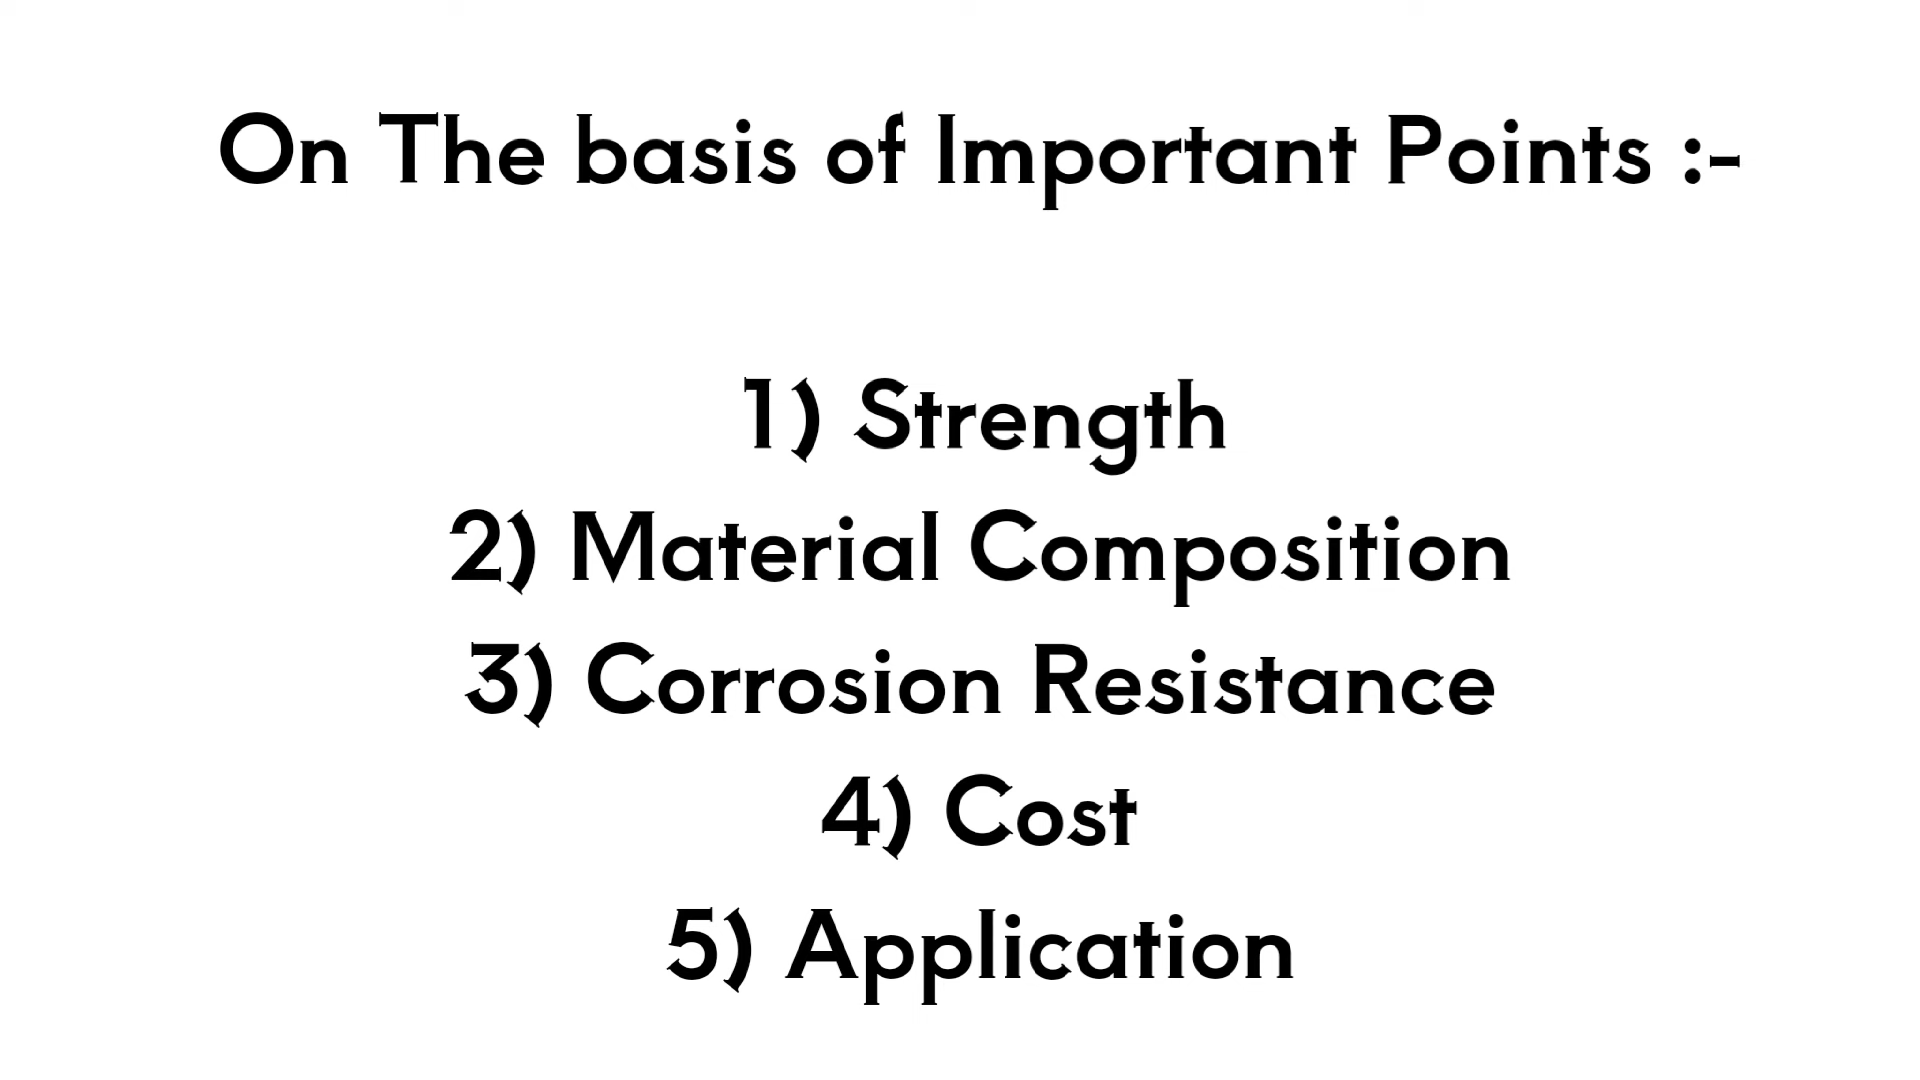 On The basis of Important Points :-
1) Strength
2) Material Composition
3) Corrosion Resistance
4) Cost
5) Application